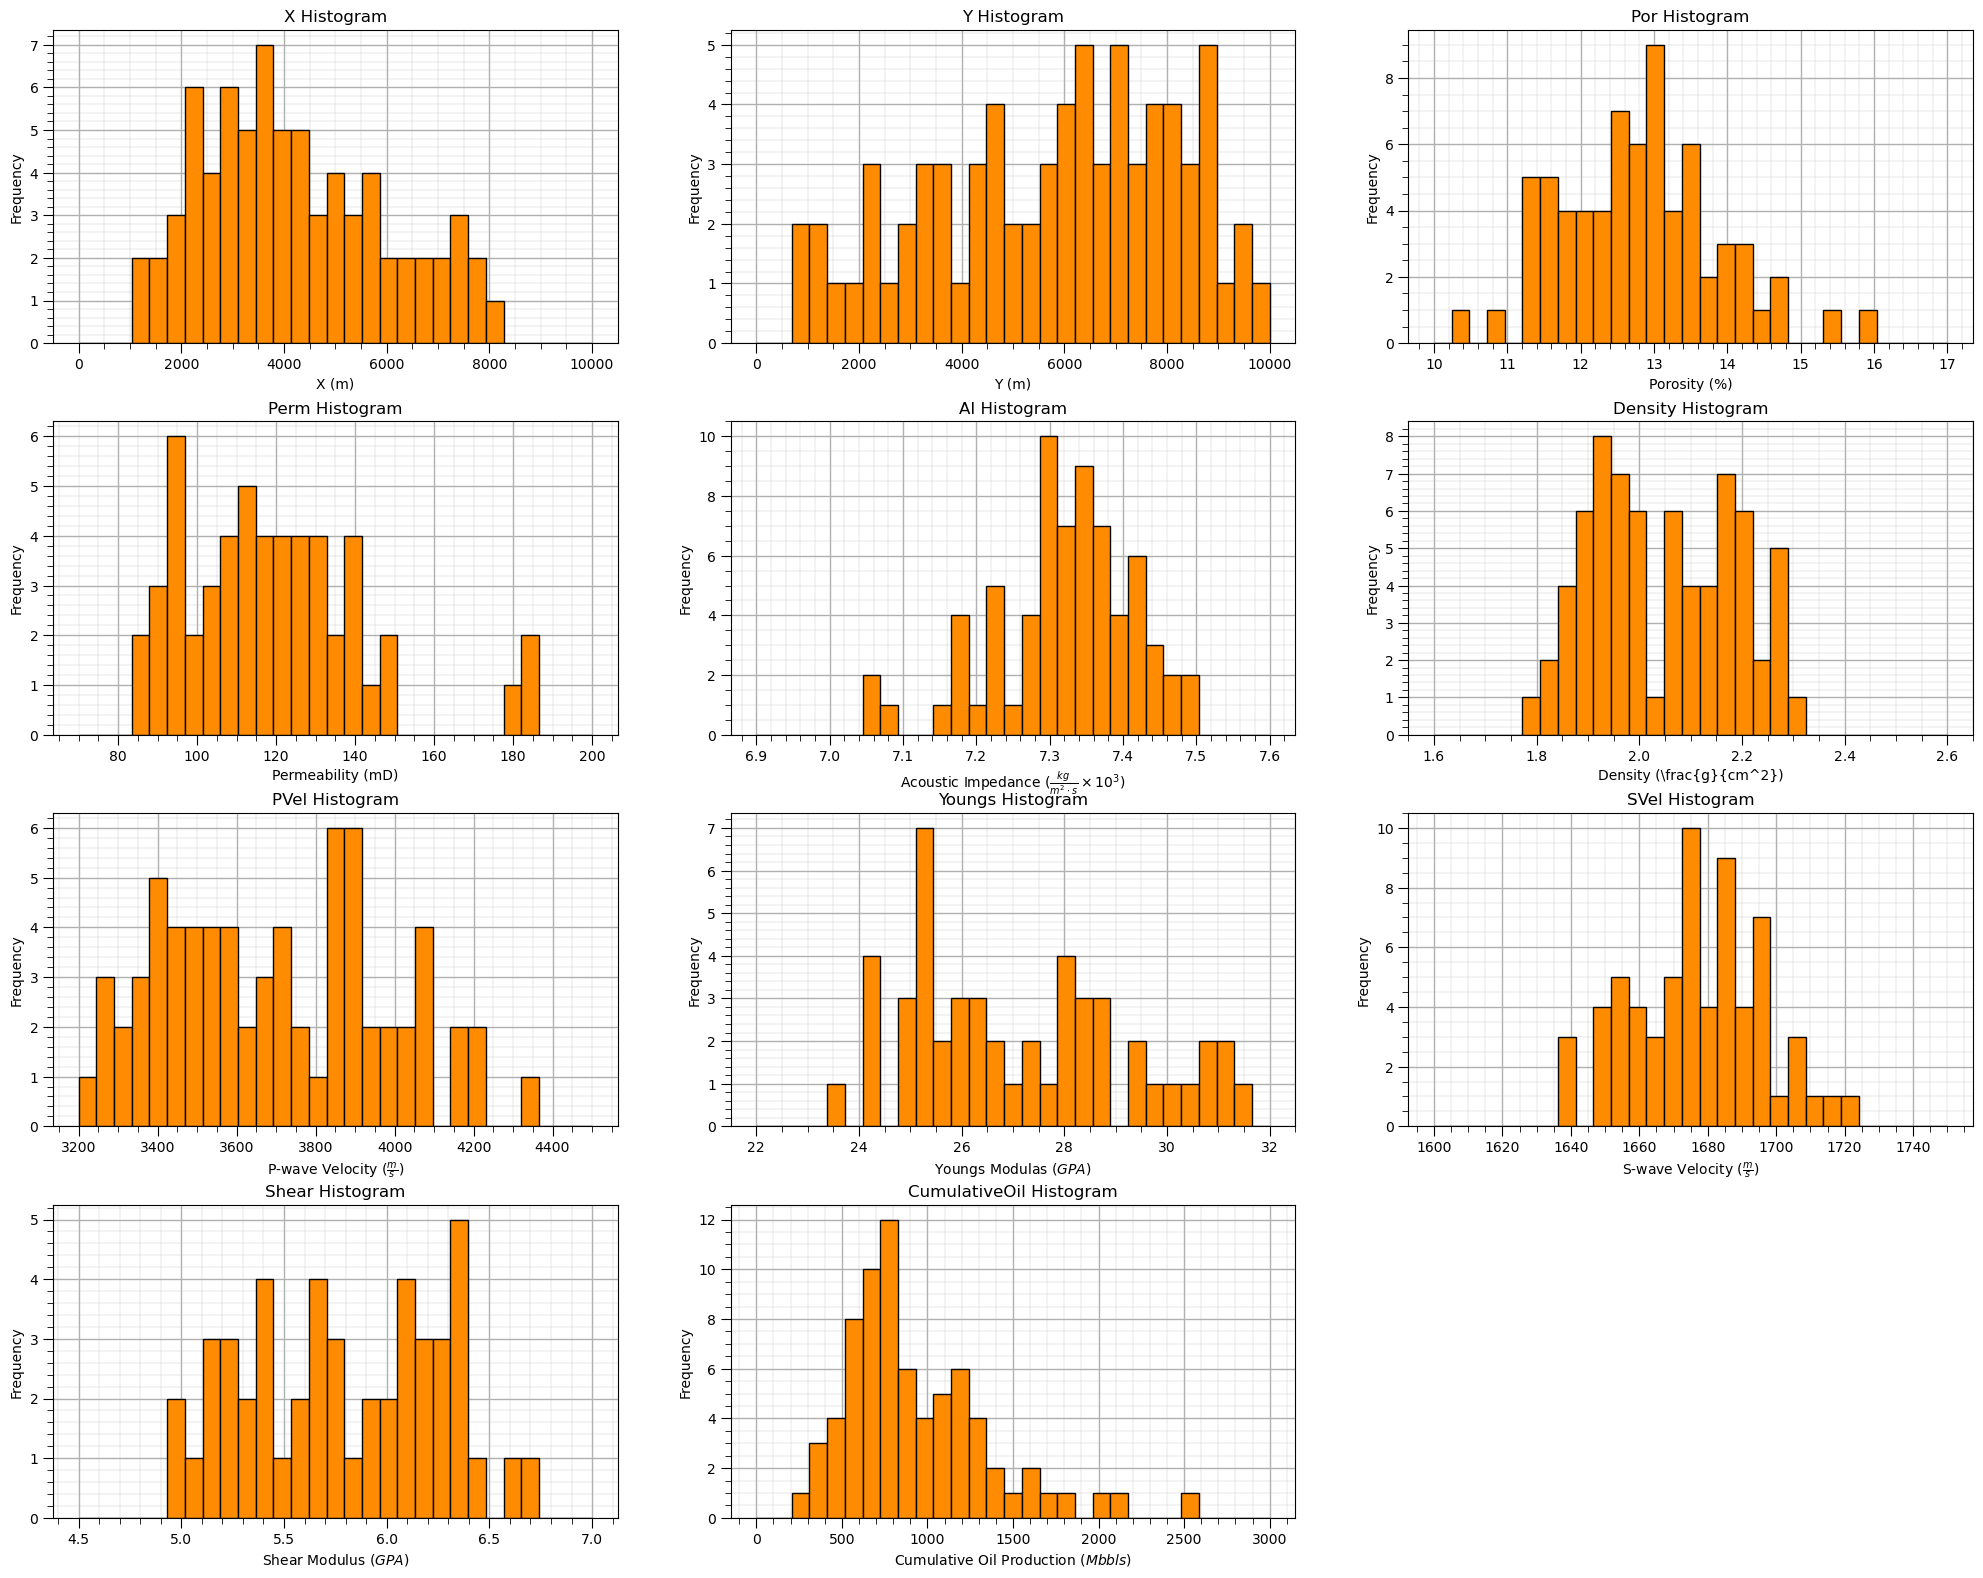 X Histogram
Frequency
7
6
5
4
3
2
1
0
0 2000 4000 6000 8000 10000
X (m)
Y Histogram
Frequency
5
4
3
2
1
0
0 2000 4000 6000 8000 10000
Y (m)
Por Histogram
Frequency
8
6
4
2
0
10 11 12 13 14 15 16 17
Porosity (%)
Perm Histogram
Frequency
6
5
4
3
2
1
0
80 100 120 140 160 180 200
Permeability (mD)
AI Histogram
Frequency
10
8
6
4
2
0
6.9 7.0 7.1 7.2 7.3 7.4 7.5 7.6
Acoustic Impedance (kg/m² · s × 10³)
Density Histogram
Frequency
8
7
6
5
4
3
2
1
0
1.6 1.8 2.0 2.2 2.4 2.6
Density (\frac{g}{cm^2})
PVel Histogram
Frequency
6
5
4
3
2
1
0
3200 3400 3600 3800 4000 4200 4400
P-wave Velocity (m/s)
Youngs Histogram
Frequency
7
6
5
4
3
2
1
0
22 24 26 28 30 32
Youngs Modulas (GPA)
SVel Histogram
Frequency
10
8
6
4
2
0
1600 1620 1640 1660 1680 1700 1720 1740
S-wave Velocity (m/s)
Shear Histogram
Frequency
5
4
3
2
1
0
4.5 5.0 5.5 6.0 6.5 7.0
Shear Modulus (GPA)
CumulativeOil Histogram
Frequency
12
10
8
6
4
2
0
0 500 1000 1500 2000 2500 3000
Cumulative Oil Production (Mbbls)